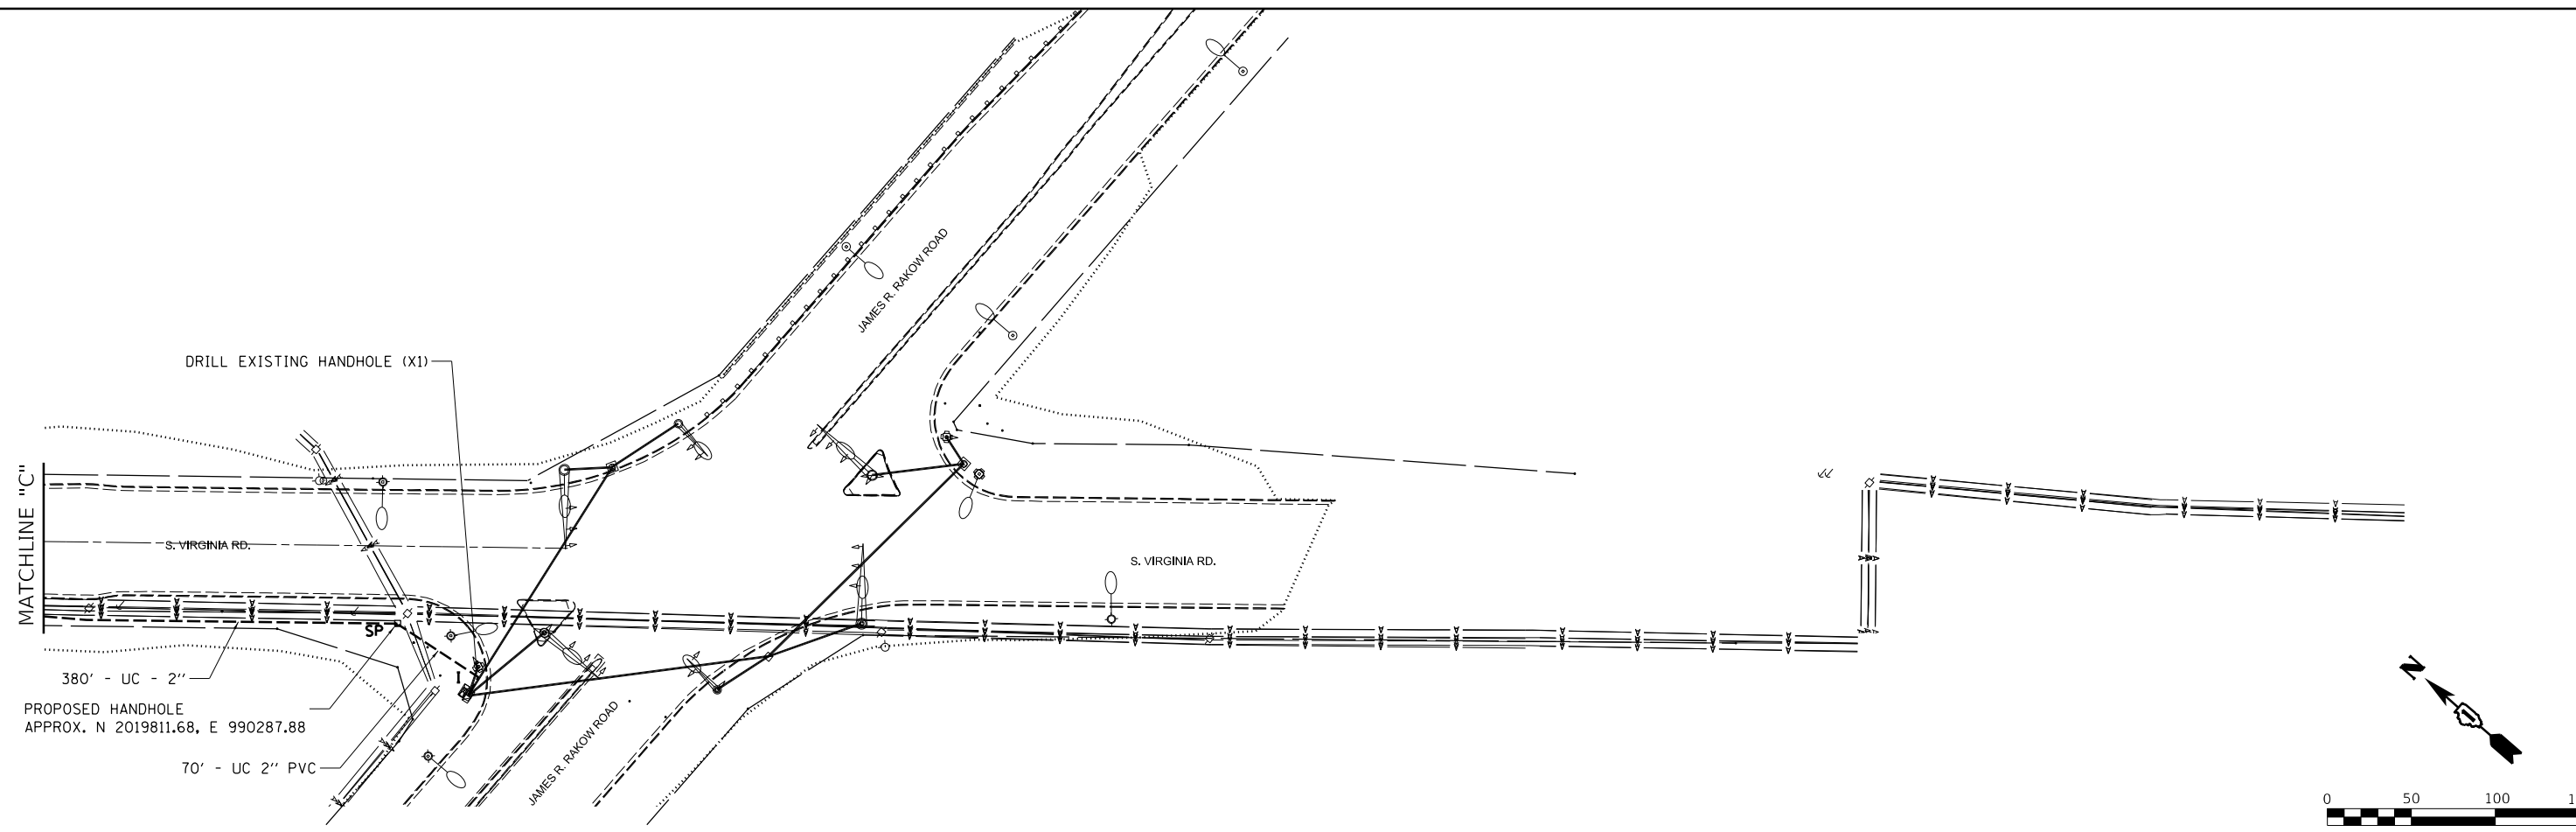 JAMES R. RAKOW ROAD
DRILL EXISTING HANDHOLE (X1)
MATCHLINE "C"
S. VIRGINIA RD.
S. VIRGINIA RD.
SP
I
380' - UC - 2"
PROPOSED HANDHOLE
APPROX. N 2019811.68, E 990287.88
70' - UC 2" PVC
JAMES R. RAKOW ROAD
N
0 50 100